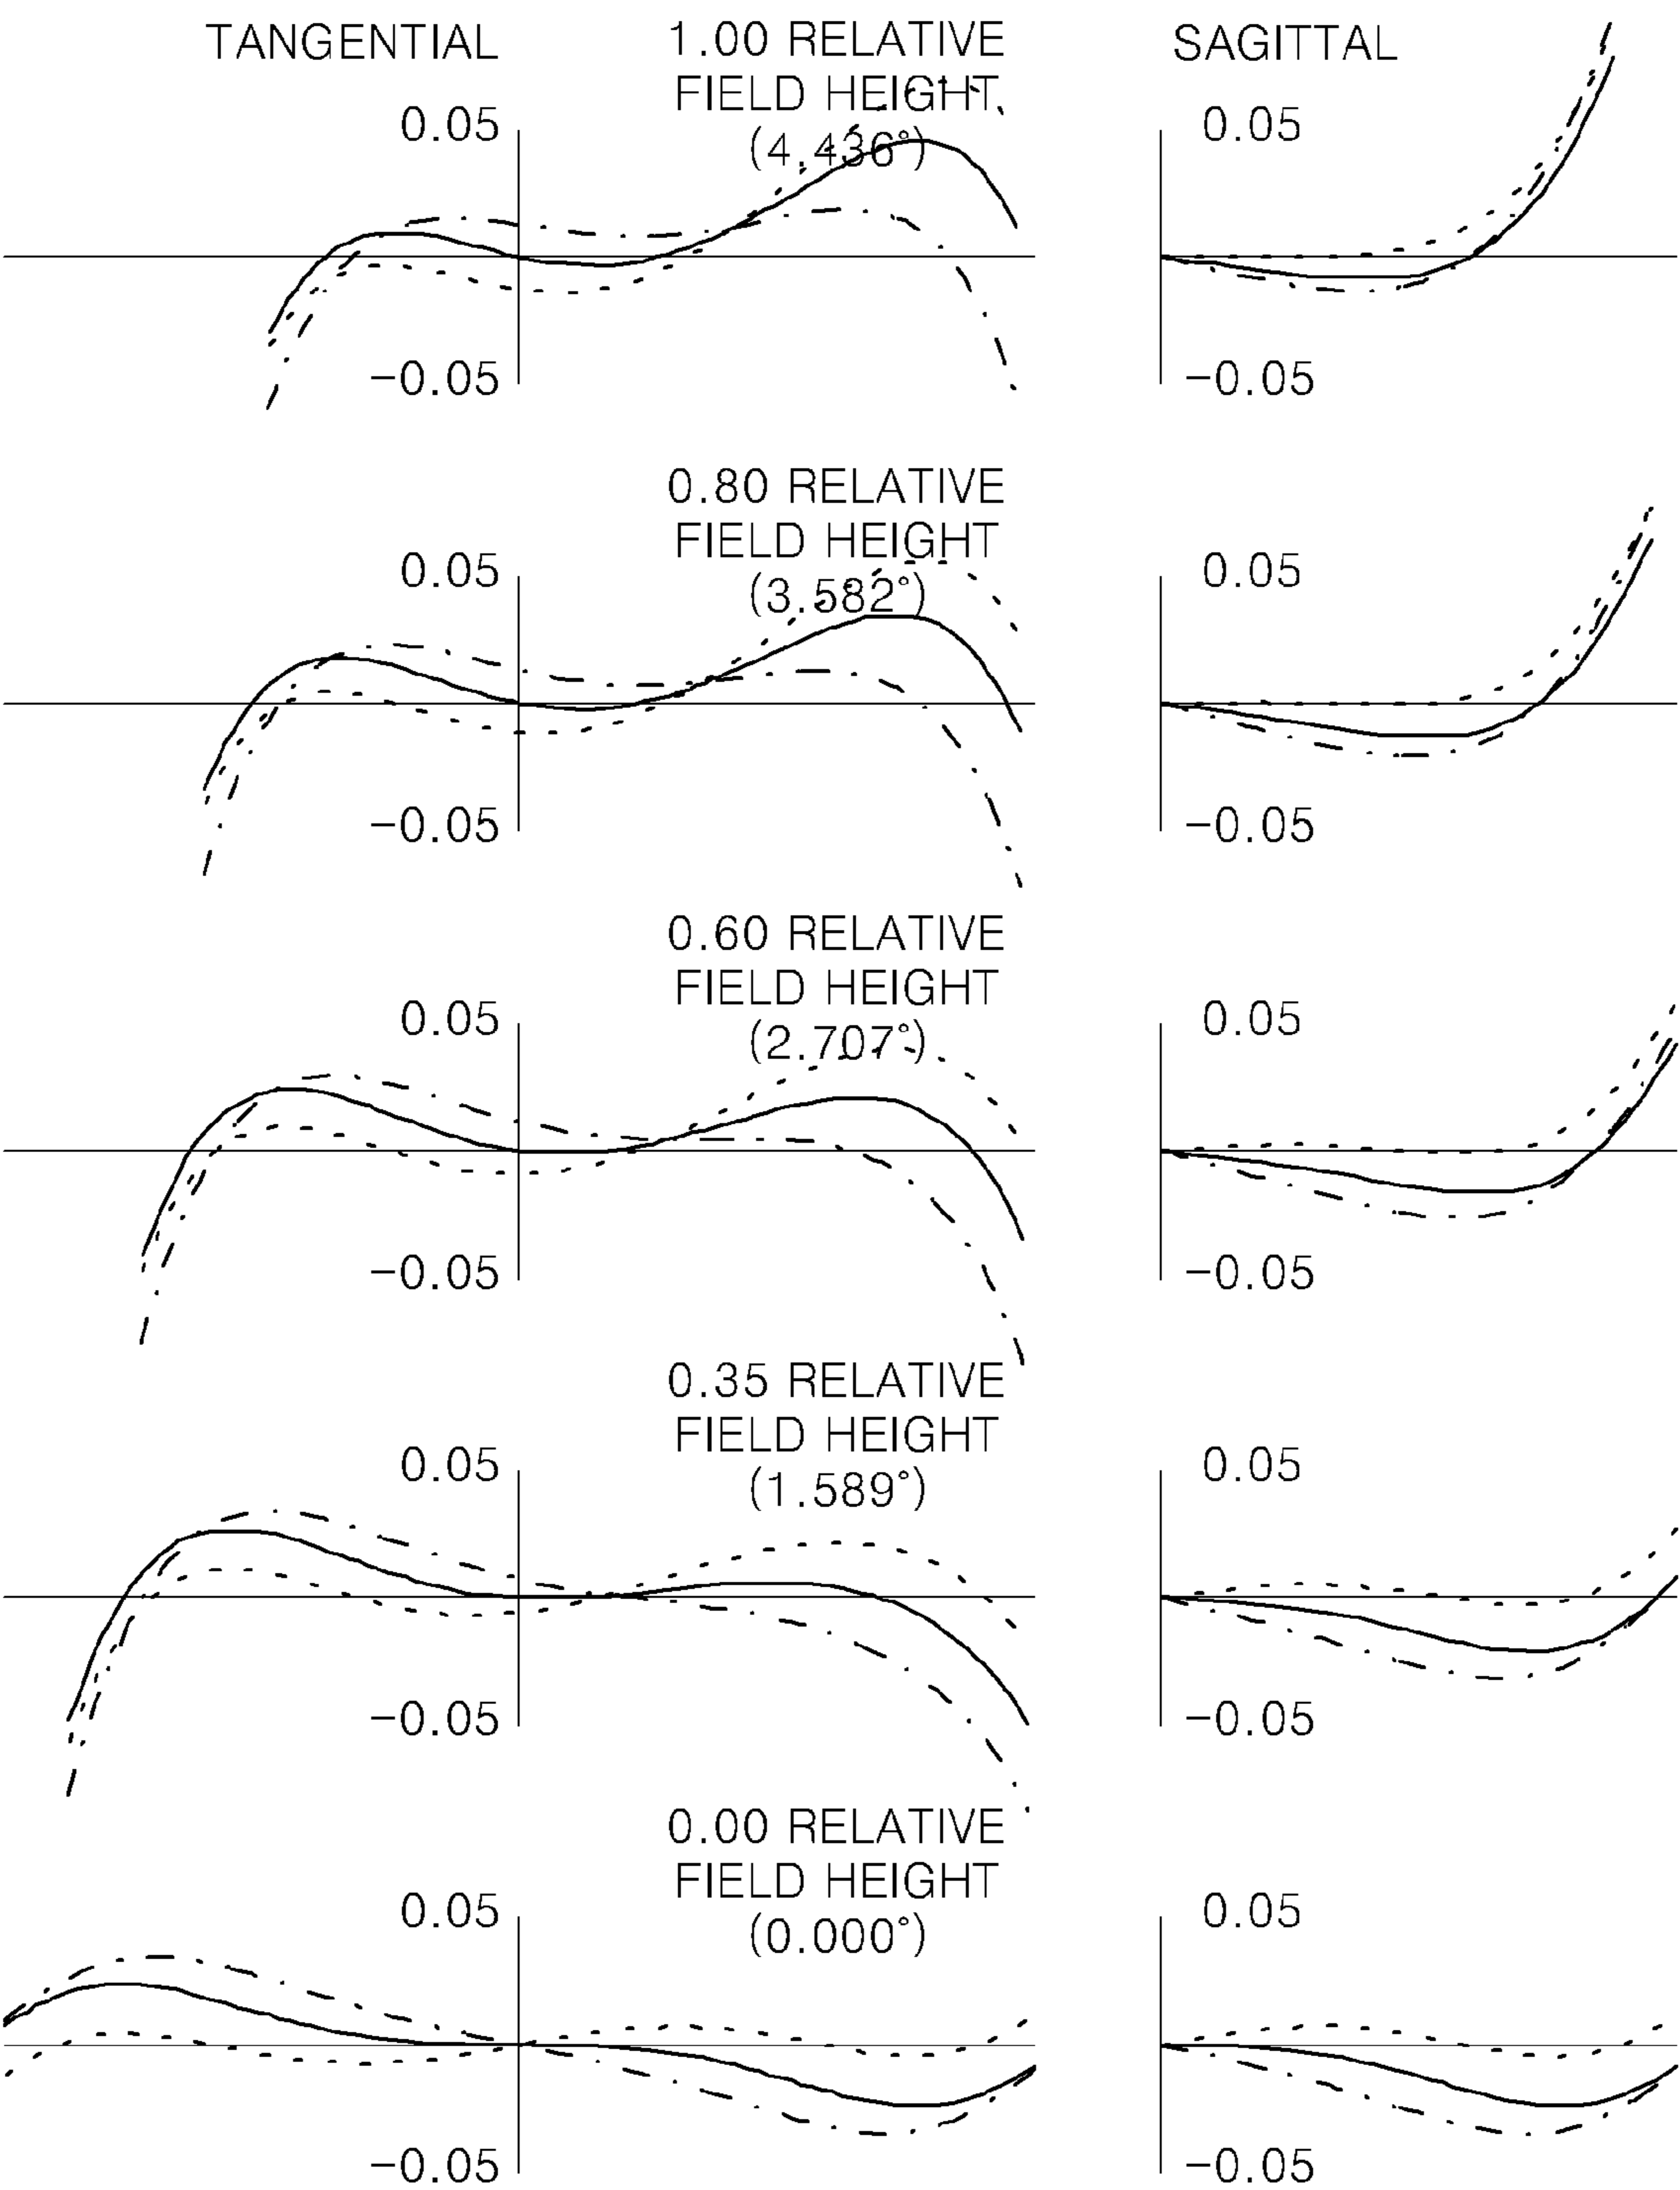 TANGENTIAL
1.00 RELATIVE
FIELD HEIGHT
(4.436°)
SAGITTAL
0.05
0.05
-0.05
-0.05
0.80 RELATIVE
FIELD HEIGHT
(3.582°)
0.05
0.05
-0.05
-0.05
0.60 RELATIVE
FIELD HEIGHT
(2.707°)
0.05
0.05
-0.05
-0.05
0.35 RELATIVE
FIELD HEIGHT
(1.589°)
0.05
0.05
-0.05
-0.05
0.00 RELATIVE
FIELD HEIGHT
(0.000°)
0.05
0.05
-0.05
-0.05